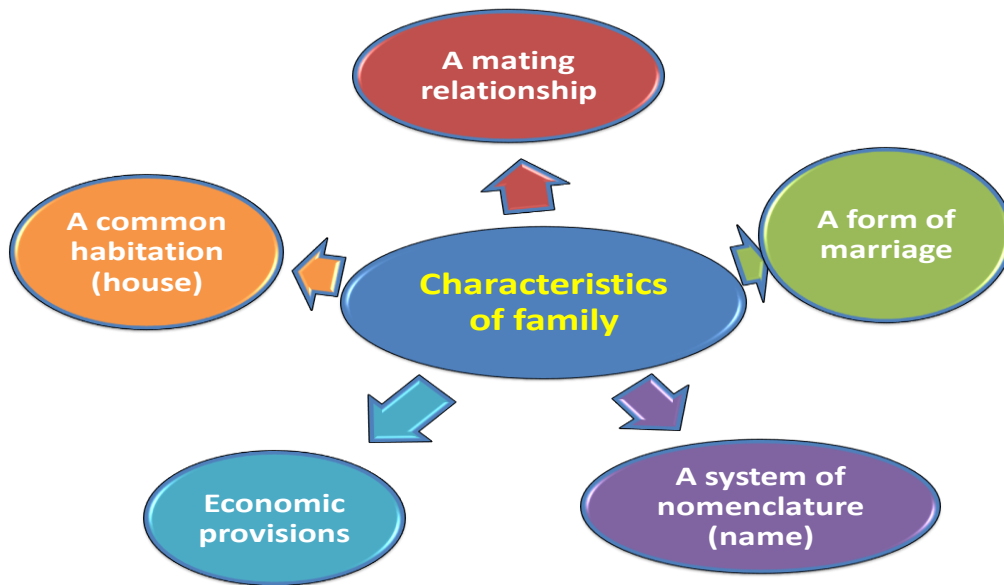 A mating
relationship
A common
habitation
(house)
A form of
marriage
Characteristics
of family
Economic
provisions
A system of
nomenclature
(name)